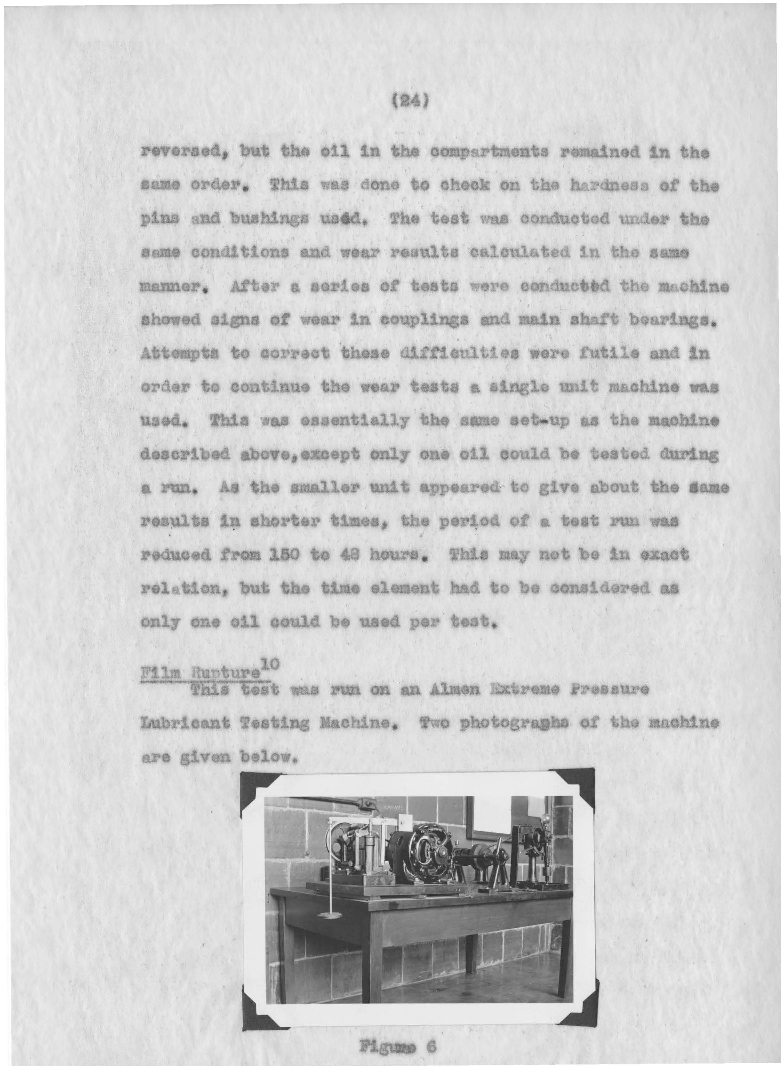 (24)
reversed, but the oil in the compartments remained in the
same order. This was done to check on the hardness of the
pins and bushings used. The test was conducted under the
same conditions and wear results calculated in the same
manner. After a series of tests were conducted the machine
showed signs of wear in couplings and main shaft bearings.
Attempts to correct these difficulties were futile and in
order to continue the wear tests a single unit machine was
used. This was essentially the same set-up as the machine
described above,except only one oil could be tested during
a run. As the smaller unit appeared to give about the same
results in shorter times, the period of a test run was
reduced from 150 to 48 hours. This may not be in exact
relation, but the time element had to be considered as
only one oil could be used per test.
Film Rupture10
This test was run on an Almen Extreme Pressure
Lubricant Testing Machine. Two photographs of the machine
are given below.
Figure 6